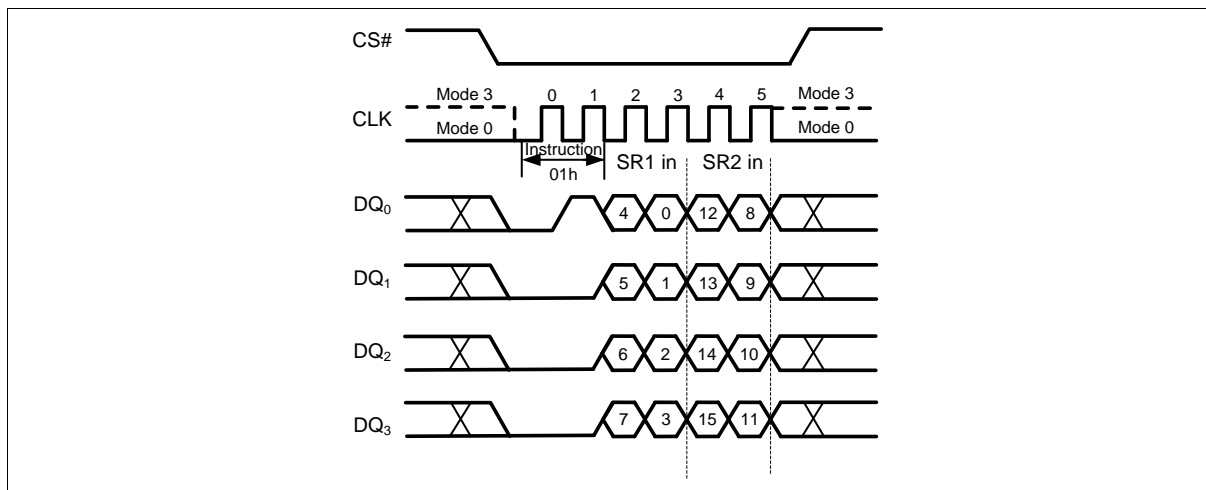 CS#
Mode 3 0 1 2 3 4 5 Mode 3
CLK
Mode 0 Mode 0
Instruction SR1 in SR2 in
01h
DQ0 4 0 12 8
DQ1 5 1 13 9
DQ2 6 2 14 10
DQ3 7 3 15 11